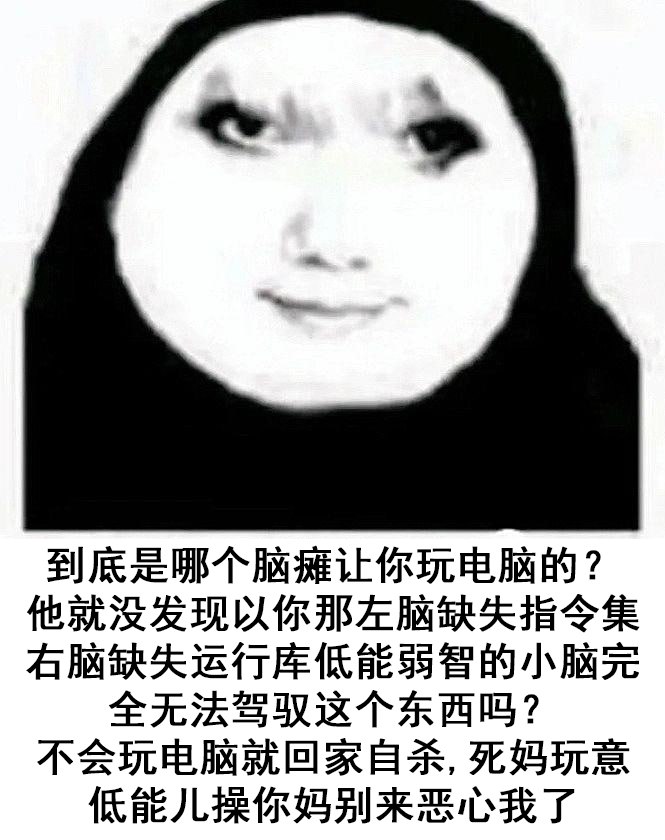 到底是哪个脑瘫让你玩电脑的？
他就没发现以你那左脑缺失指令集
右脑缺失运行库低能弱智的小脑完
全无法驾驭这个东西吗？
不会玩电脑就回家自杀,死妈玩意
低能儿操你妈别来恶心我了